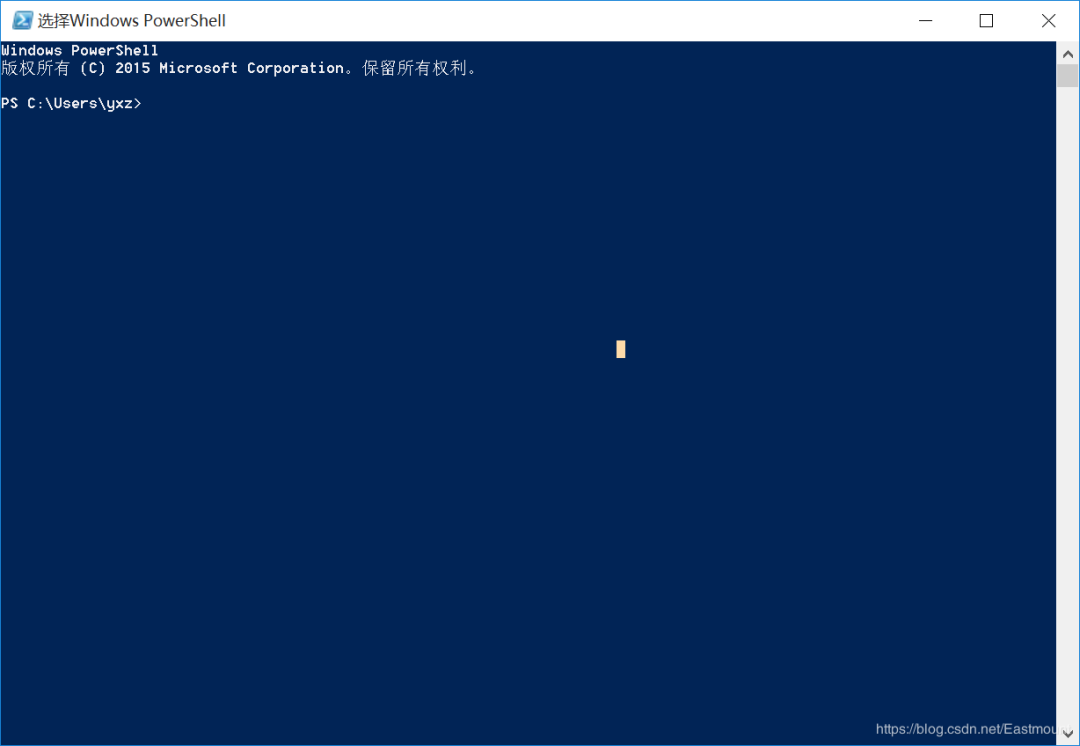 选择Windows PowerShell
Windows PowerShell
版权所有 (C) 2015 Microsoft Corporation。保留所有权利。
PS C:\Users\yxz>
https://blog.csdn.net/Eastmou